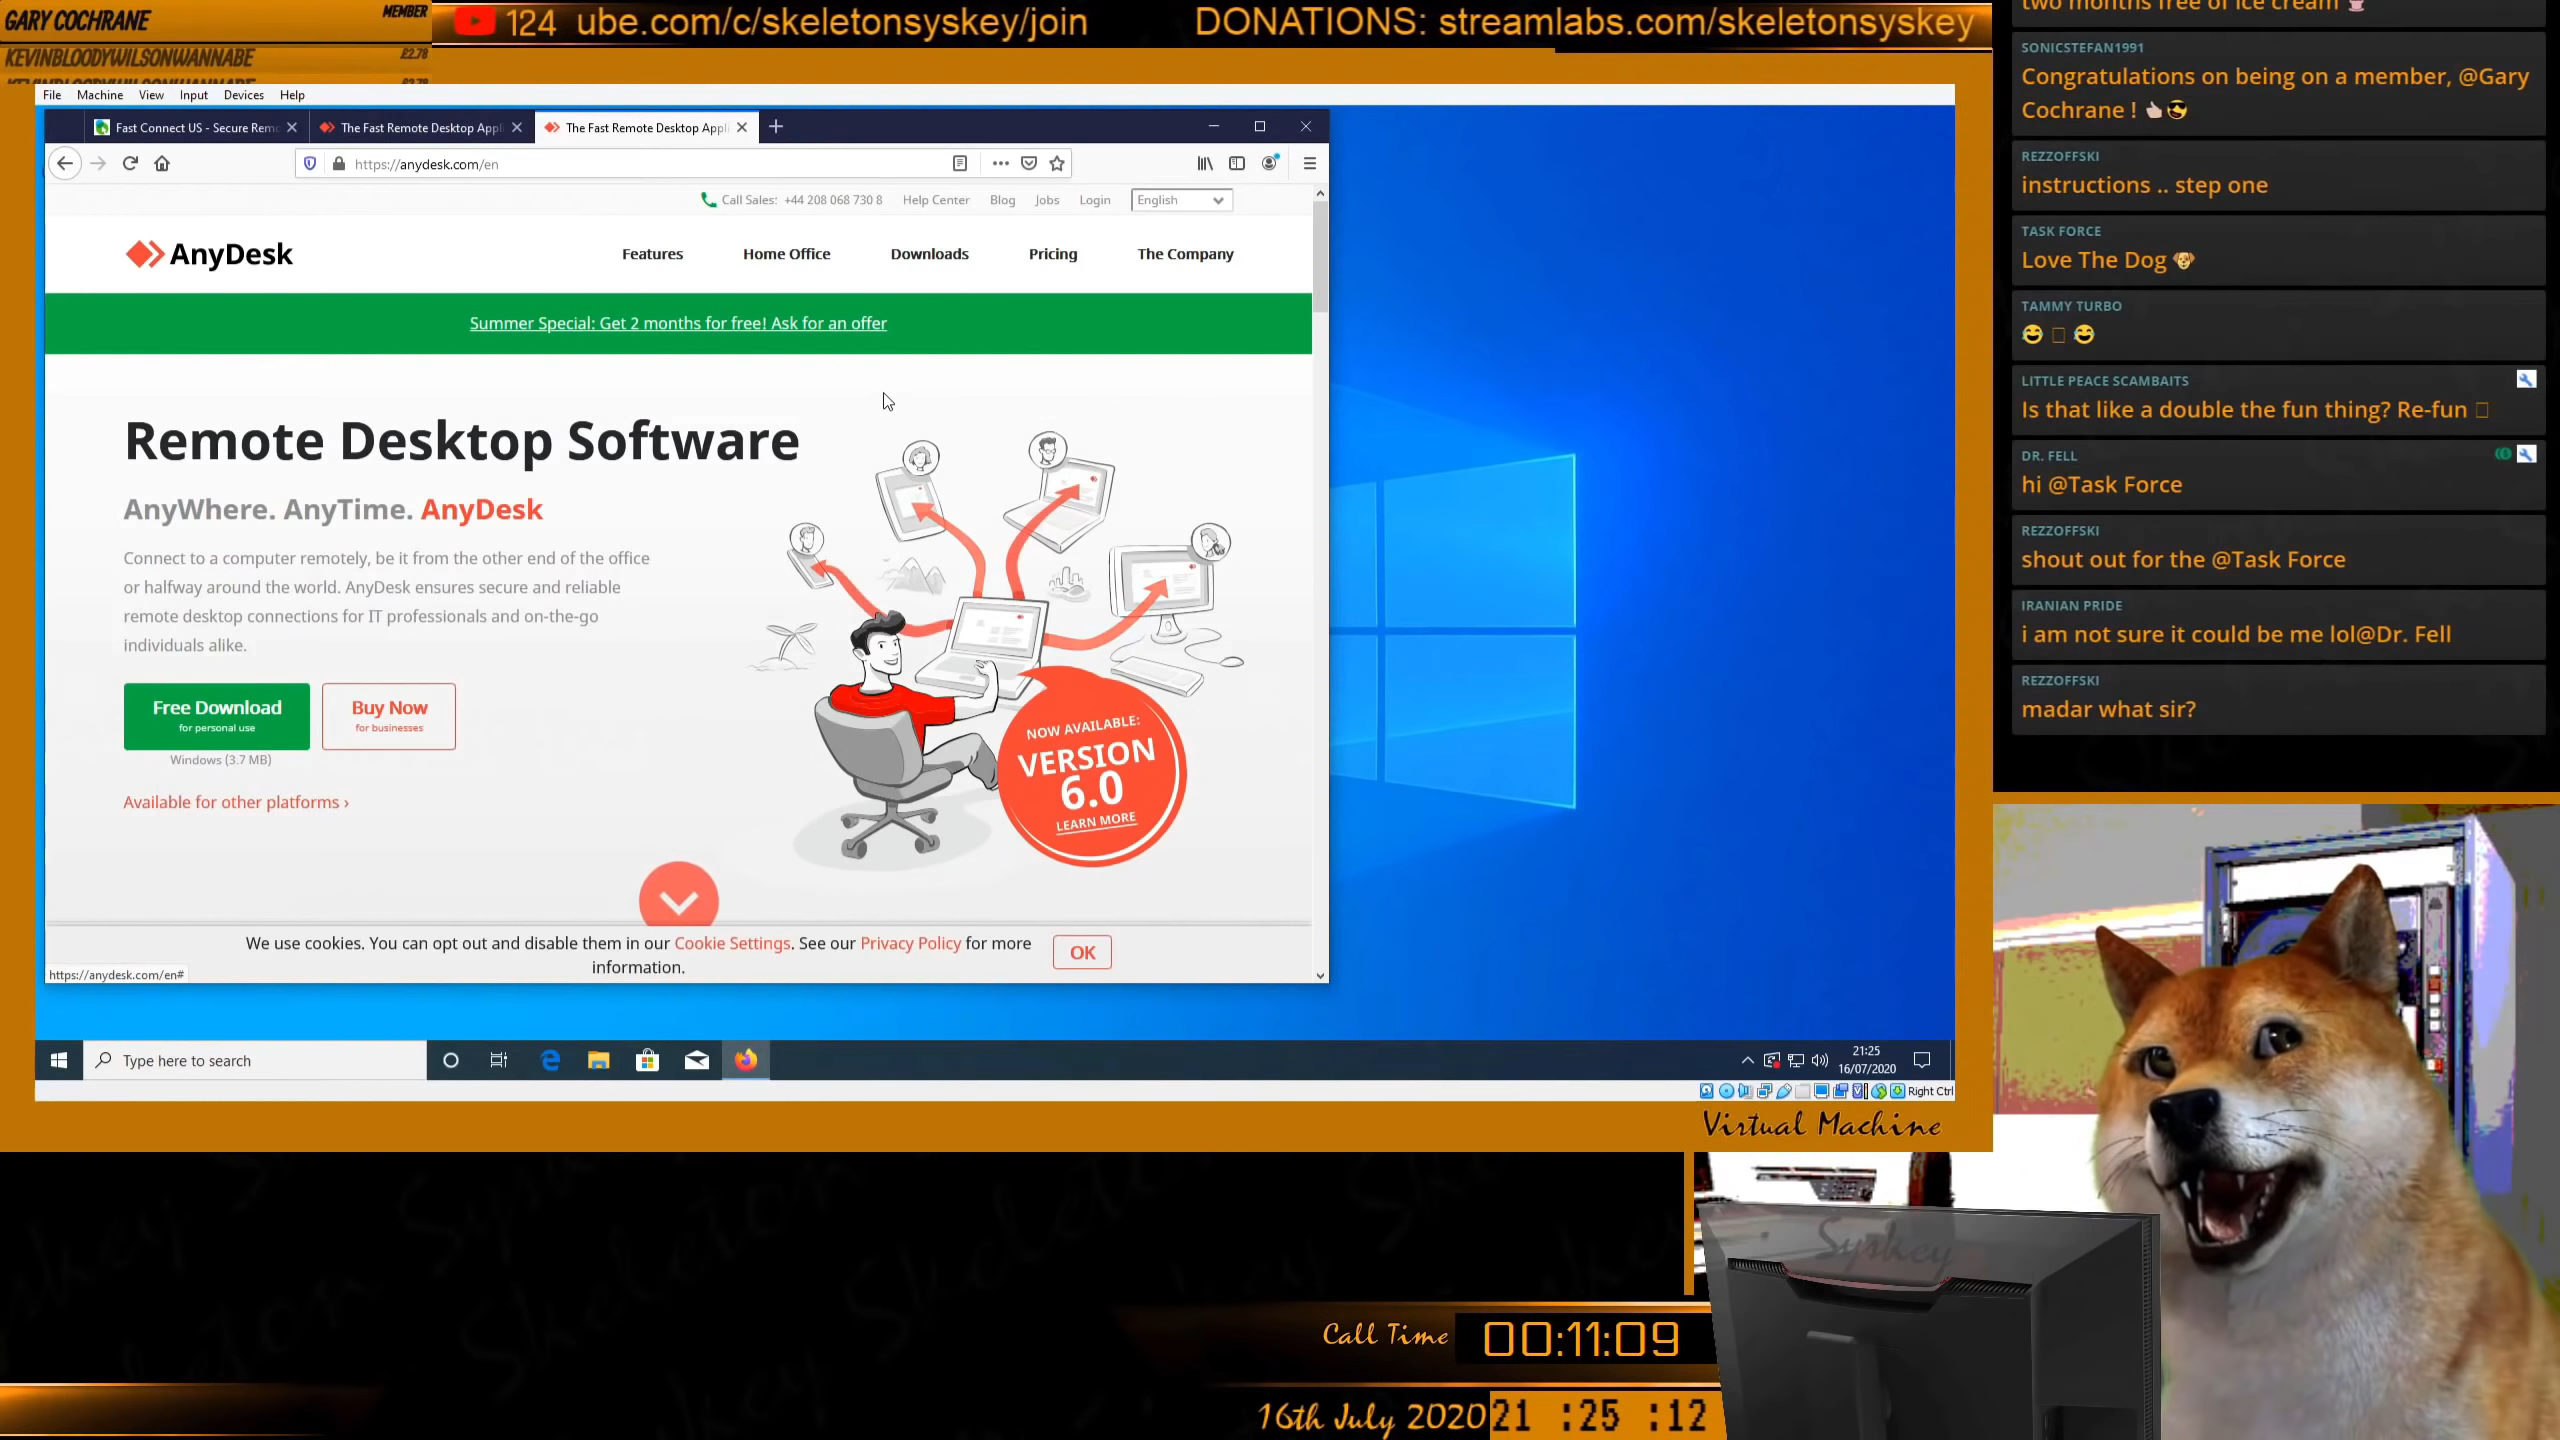 GARY COCHRANE
MEMBER
KEVINBLOODYWILSONWANNABE
£2.78
124
ube.com/c/skeletonsyskey/join
DONATIONS: streamlabs.com/skeletonsyskey
File Machine View Input Devices Help
Fast Connect US - Secure Rem
The Fast Remote Desktop Appl
The Fast Remote Desktop Appli
https://anydesk.com/en
Call Sales: +44 208 068 730 8 Help Center Blog Jobs Login English
AnyDesk
Features Home Office Downloads Pricing The Company
Summer Special: Get 2 months for free! Ask for an offer
Remote Desktop Software
AnyWhere. AnyTime. AnyDesk
Connect to a computer remotely, be it from the other end of the office
or halfway around the world. AnyDesk ensures secure and reliable
remote desktop connections for IT professionals and on-the-go
individuals alike.
Free Download
for personal use
Buy Now
for businesses
Windows (3.7 MB)
Available for other platforms ›
NOW AVAILABLE:
VERSION
6.0
LEARN MORE
We use cookies. You can opt out and disable them in our Cookie Settings. See our Privacy Policy for more
information.
OK
https://anydesk.com/en#
Type here to search
21:25
16/07/2020
Right Ctrl
Virtual Machine
two months free of ice cream
SONICSTEFAN1991
Congratulations on being on a member, @Gary
Cochrane !
REZZOFFSKI
instructions .. step one
TASK FORCE
Love The Dog
TAMMY TURBO
LITTLE PEACE SCAMBAITS
Is that like a double the fun thing? Re-fun
DR. FELL
hi @Task Force
REZZOFFSKI
shout out for the @Task Force
IRANIAN PRIDE
i am not sure it could be me lol@Dr. Fell
REZZOFFSKI
madar what sir?
Syskey
Call Time 00:11:09
16th July 2020 21 :25 :12